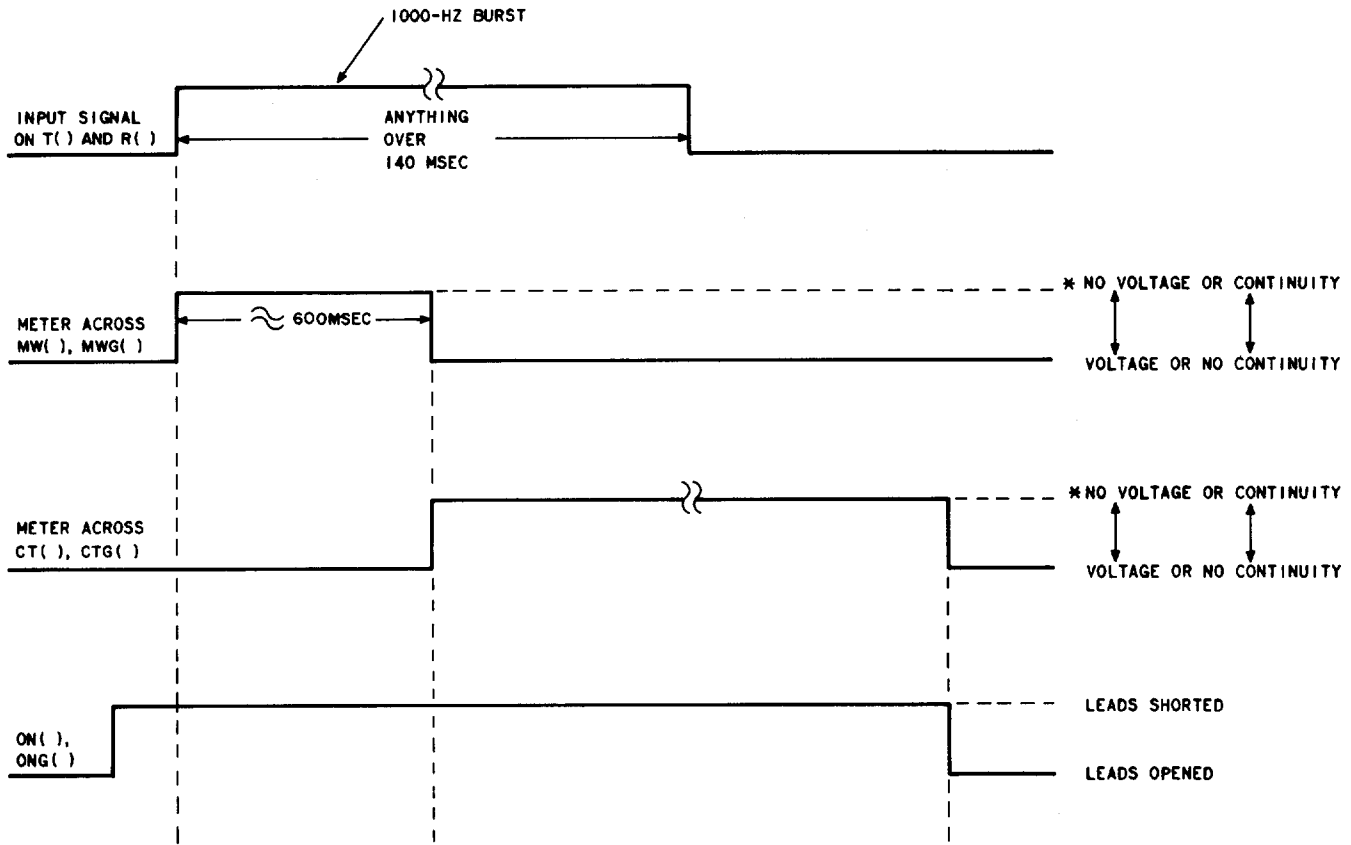 1000-HZ BURST
INPUT SIGNAL
ON T( ) AND R( )
ANYTHING
OVER
140 MSEC
METER ACROSS
MW( ), MWG( )
≈ 600MSEC
* NO VOLTAGE OR CONTINUITY
VOLTAGE OR NO CONTINUITY
METER ACROSS
CT( ), CTG( )
* NO VOLTAGE OR CONTINUITY
VOLTAGE OR NO CONTINUITY
ON( ),
ONG( )
LEADS SHORTED
LEADS OPENED